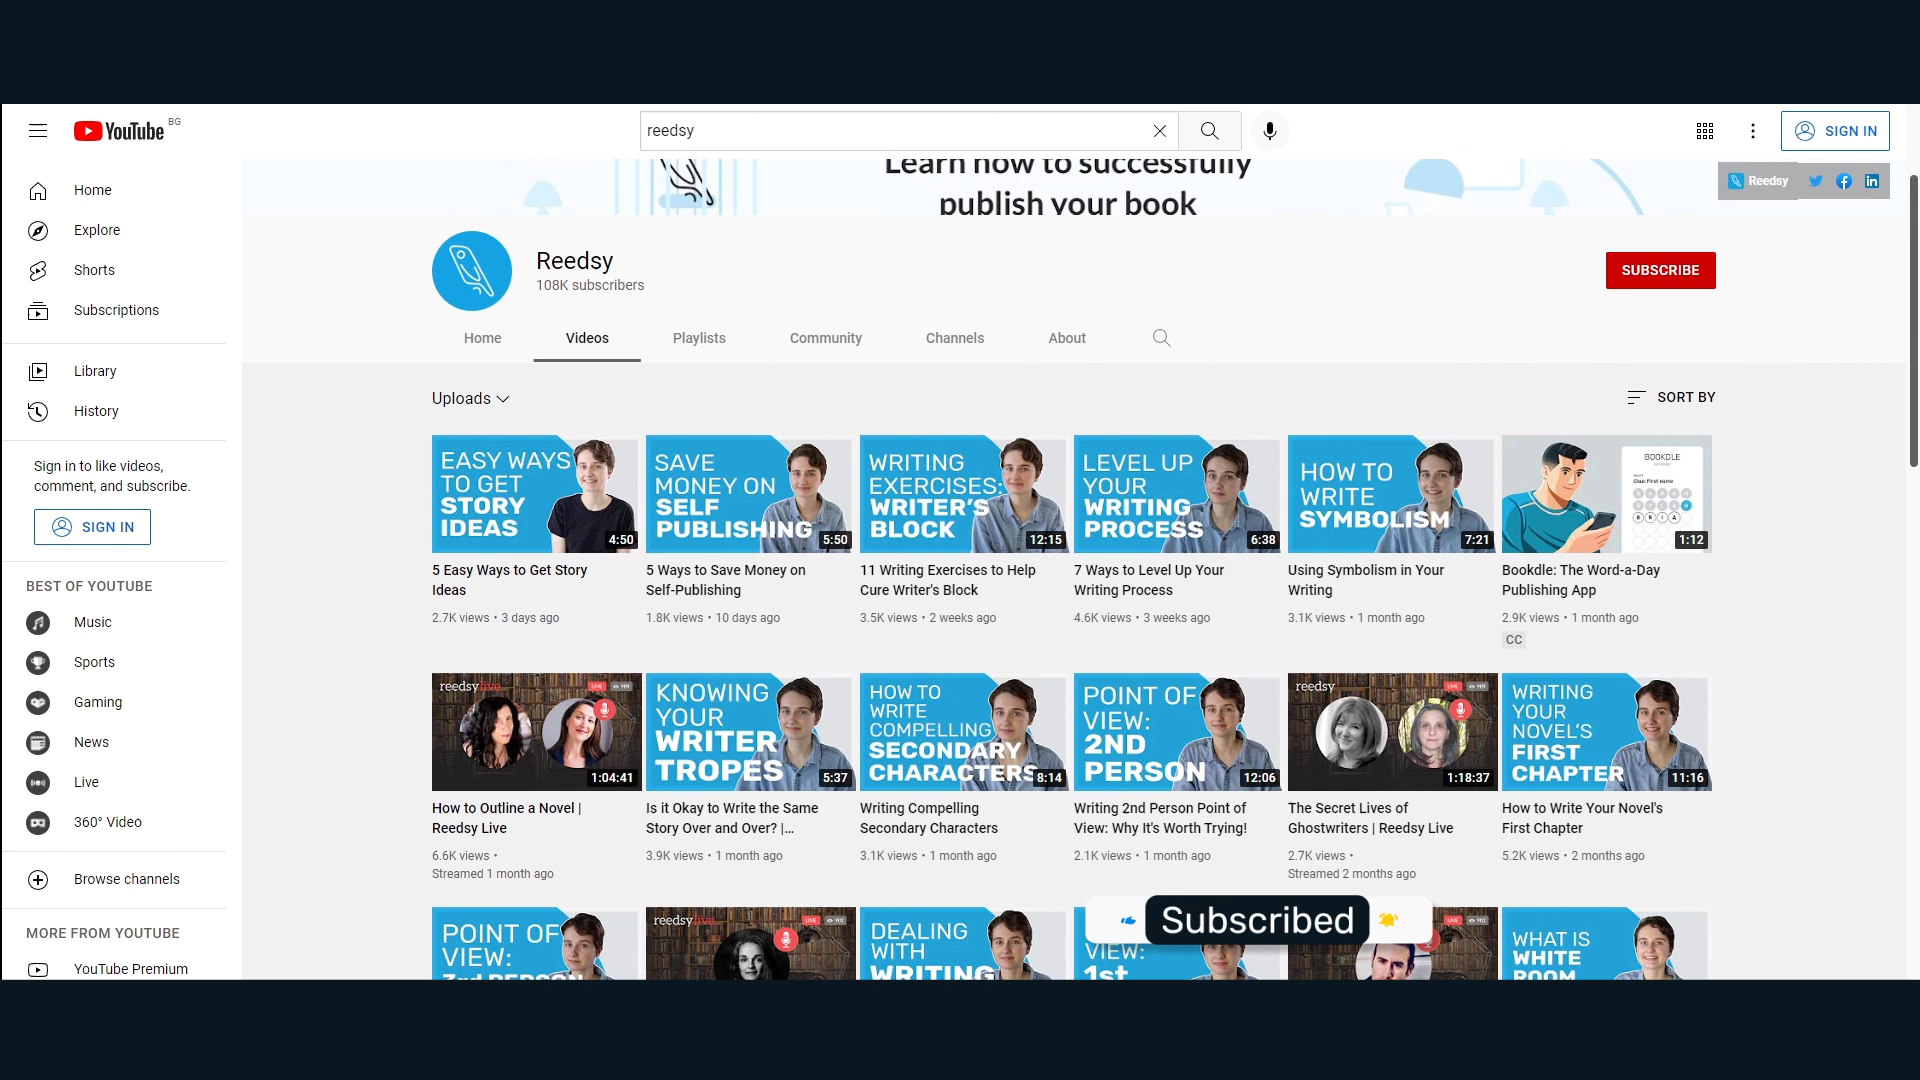 YouTube BG
reedsy
SIGN IN
Home
Explore
Shorts
Subscriptions
Library
History
Sign in to like videos,
comment, and subscribe.
SIGN IN
BEST OF YOUTUBE
Music
Sports
Gaming
News
Live
360° Video
Browse channels
MORE FROM YOUTUBE
YouTube Premium
Learn how to successfully
publish your book
Reedsy
Reedsy
108K subscribers
SUBSCRIBE
Home Videos Playlists Community Channels About
Uploads
SORT BY
EASY WAYS
TO GET
STORY
IDEAS
4:50
5 Easy Ways to Get Story
Ideas
2.7K views • 3 days ago
SAVE
MONEY ON
SELF
PUBLISHING
5:50
5 Ways to Save Money on
Self-Publishing
1.8K views • 10 days ago
WRITING
EXERCISES:
WRITER'S
BLOCK
12:15
11 Writing Exercises to Help
Cure Writer's Block
3.5K views • 2 weeks ago
LEVEL UP
YOUR
WRITING
PROCESS
6:38
7 Ways to Level Up Your
Writing Process
4.6K views • 3 weeks ago
HOW TO
WRITE
SYMBOLISM
7:21
Using Symbolism in Your
Writing
3.1K views • 1 month ago
BOOKDLE
Clue: First name
B R I A
1:12
Bookdle: The Word-a-Day
Publishing App
2.9K views • 1 month ago
CC
reedsylive
LIVE
1:04:41
How to Outline a Novel |
Reedsy Live
6.6K views •
Streamed 1 month ago
KNOWING
YOUR
WRITER
TROPES
5:37
Is it Okay to Write the Same
Story Over and Over? |...
3.9K views • 1 month ago
HOW TO
WRITE
COMPELLING
SECONDARY
CHARACTERS
8:14
Writing Compelling
Secondary Characters
3.1K views • 1 month ago
POINT OF
VIEW:
2ND
PERSON
12:06
Writing 2nd Person Point of
View: Why It's Worth Trying!
2.1K views • 1 month ago
reedsy
LIVE
1:18:37
The Secret Lives of
Ghostwriters | Reedsy Live
2.7K views •
Streamed 2 months ago
WRITING
YOUR
NOVEL'S
FIRST
CHAPTER
11:16
How to Write Your Novel's
First Chapter
5.2K views • 2 months ago
POINT OF
VIEW:
3rd PERSON
reedsylive
LIVE
DEALING
WITH
WRITING
VIEW:
1st
Subscribed
LIVE
WHAT IS
WHITE
ROOM